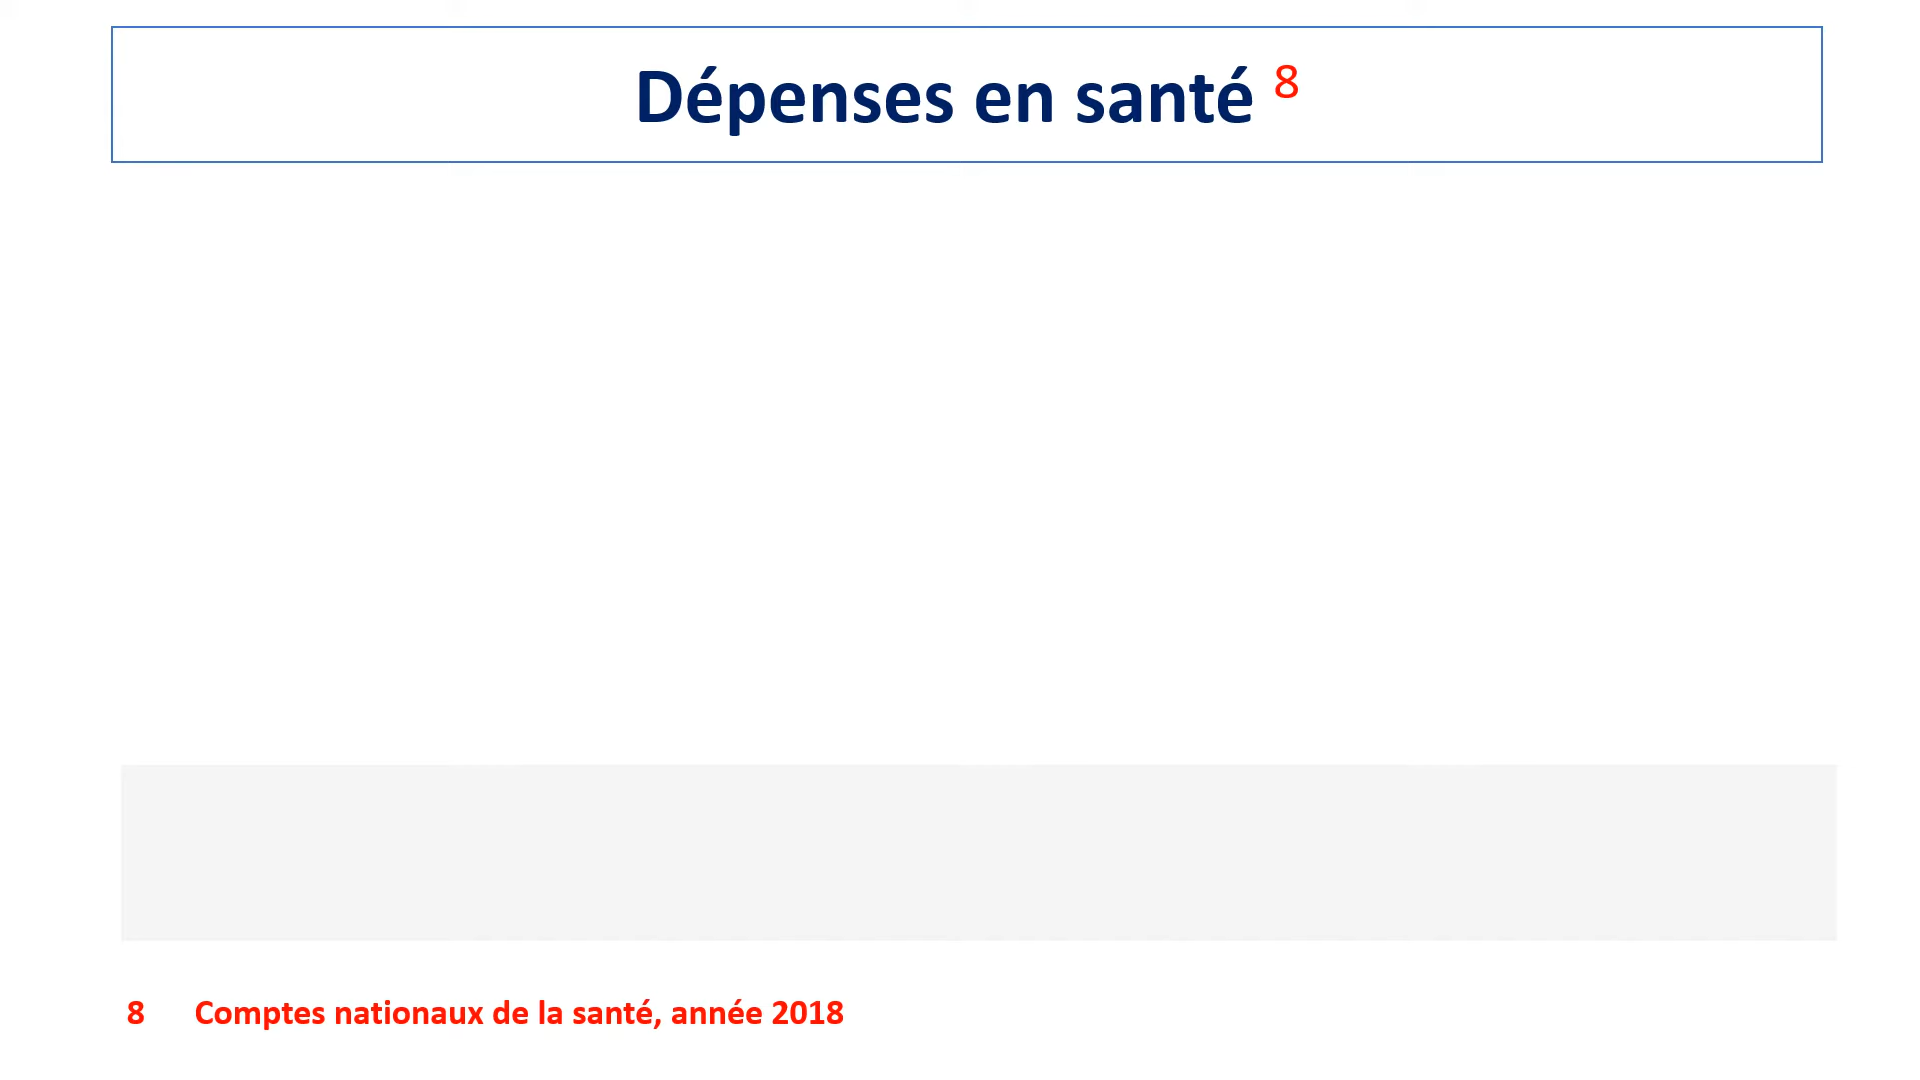 Dépenses en santé 8
8 Comptes nationaux de la santé, année 2018